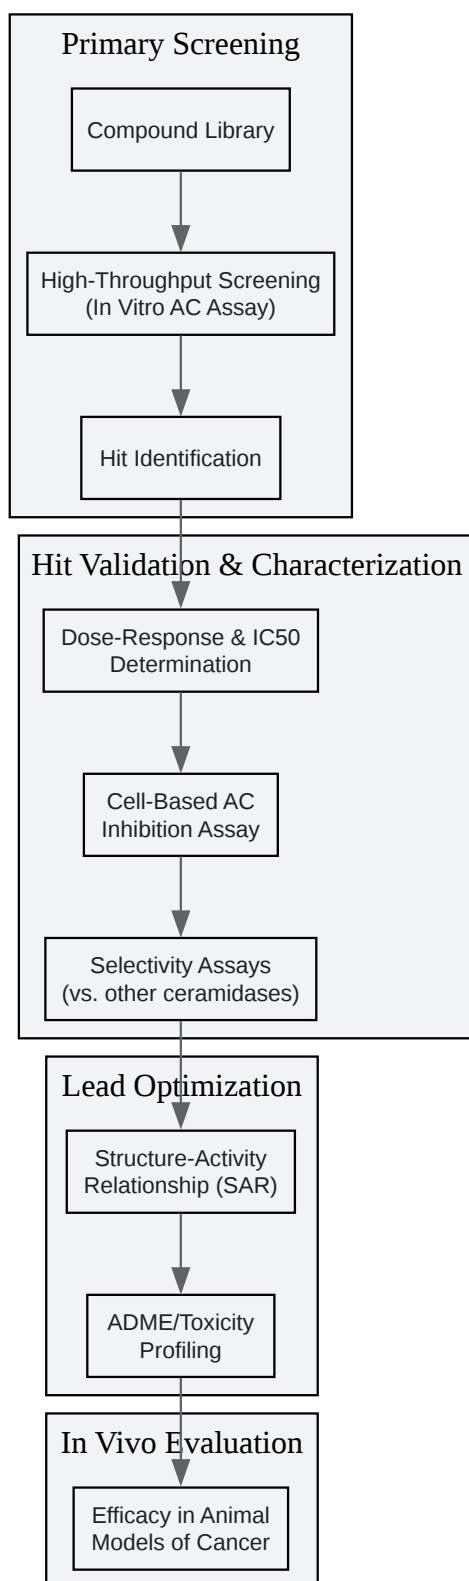 Primary Screening
Compound Library
High-Throughput Screening
(In Vitro AC Assay)
Hit Identification
Hit Validation & Characterization
Dose-Response & IC50
Determination
Cell-Based AC
Inhibition Assay
Selectivity Assays
(vs. other ceramidases)
Lead Optimization
Structure-Activity
Relationship (SAR)
ADME/Toxicity
Profiling
In Vivo Evaluation
Efficacy in Animal
Models of Cancer